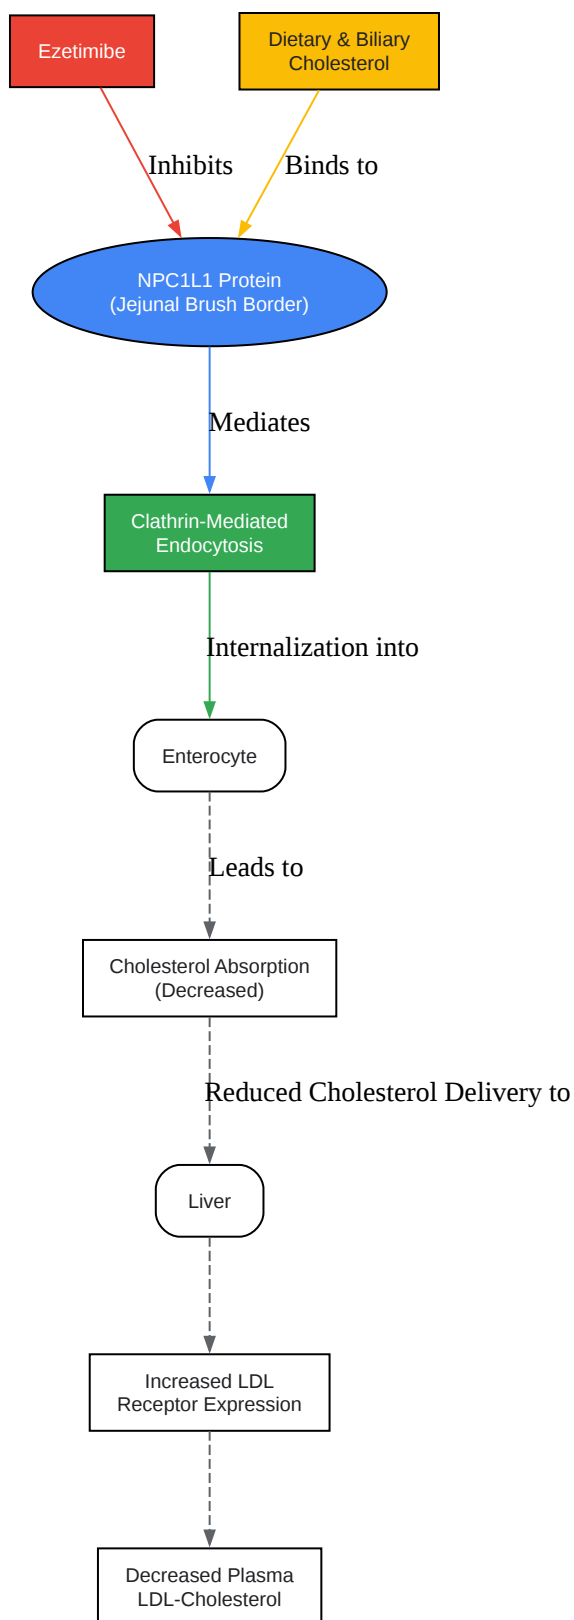 Ezetimibe
Dietary & Biliary
Cholesterol
Inhibits
Binds to
NPC1L1 Protein
(Jejunal Brush Border)
Mediates
Clathrin-Mediated
Endocytosis
Internalization into
Enterocyte
Leads to
Cholesterol Absorption
(Decreased)
Reduced Cholesterol Delivery to
Liver
Increased LDL
Receptor Expression
Decreased Plasma
LDL-Cholesterol